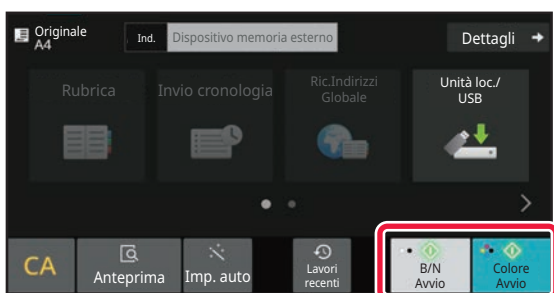 Originale
A4
Ind.
Dispositivo memoria esterno
Dettagli
Rubrica
Invio cronologia
Ric.Indirizzi
Globale
Unità loc./
USB
CA
Anteprima
Imp. auto
Lavori
recenti
B/N
Avvio
Colore
Avvio